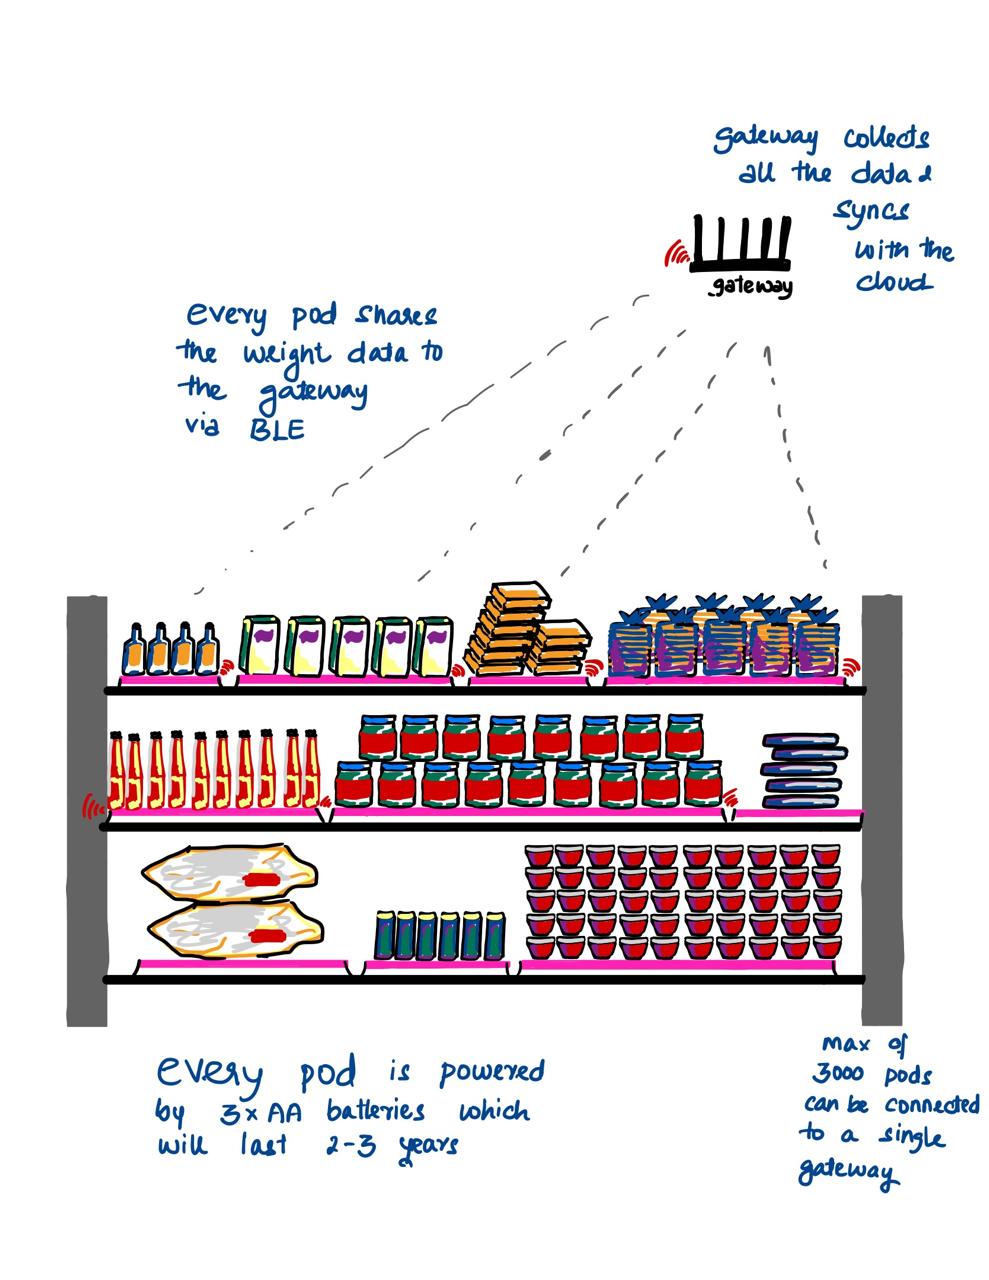 gateway collects
all the data &
syncs
with the
cloud
gateway
every pod shares
the weight data to
the gateway
via BLE
every pod is powered
by 3xAA batteries which
will last 2-3 years
max of
3000 pods
can be connected
to a single
gateway